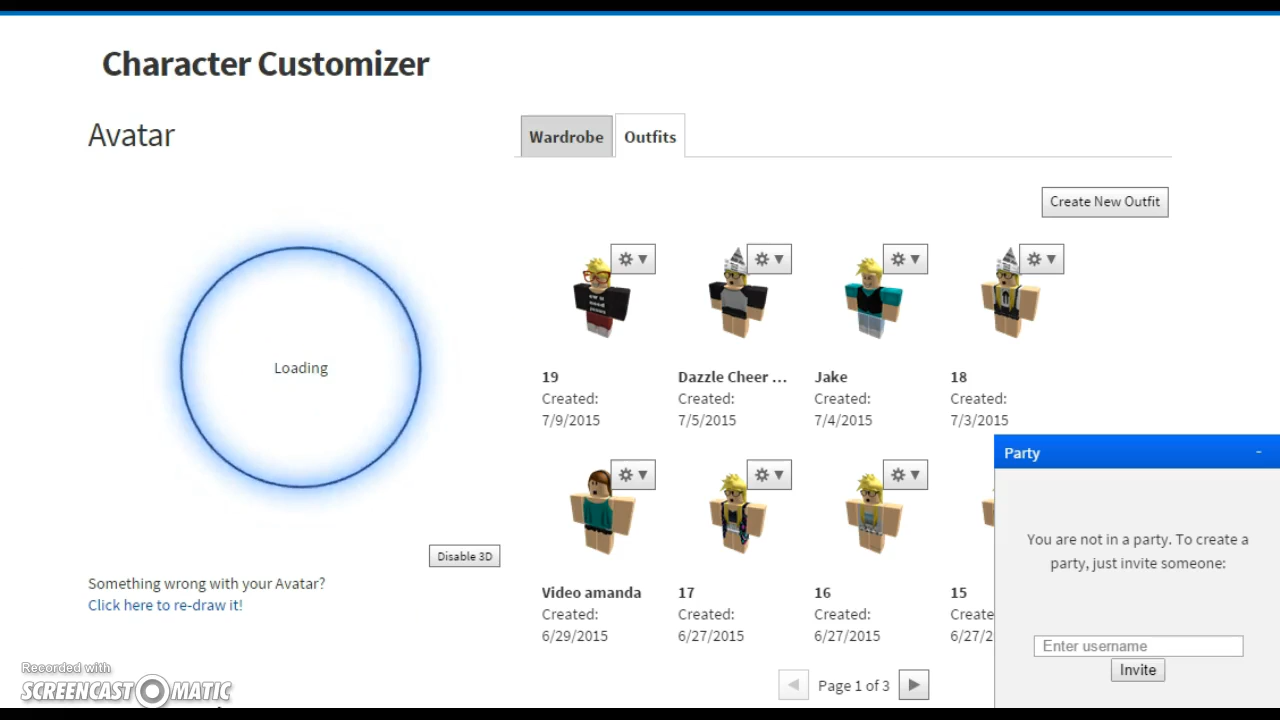 Character Customizer
Avatar
Wardrobe
Outfits
Create New Outfit
Loading
19
Created:
7/9/2015
Dazzle Cheer ...
Created:
7/5/2015
Jake
Created:
7/4/2015
18
Created:
7/3/2015
Disable 3D
Something wrong with your Avatar?
Click here to re-draw it!
Video amanda
Created:
6/29/2015
17
Created:
6/27/2015
16
Created:
6/27/2015
15
Create
6/27/2
Page 1 of 3
Party
-
You are not in a party. To create a
party, just invite someone:
Enter username
Invite
Recorded with
SCREENCAST O MATIC